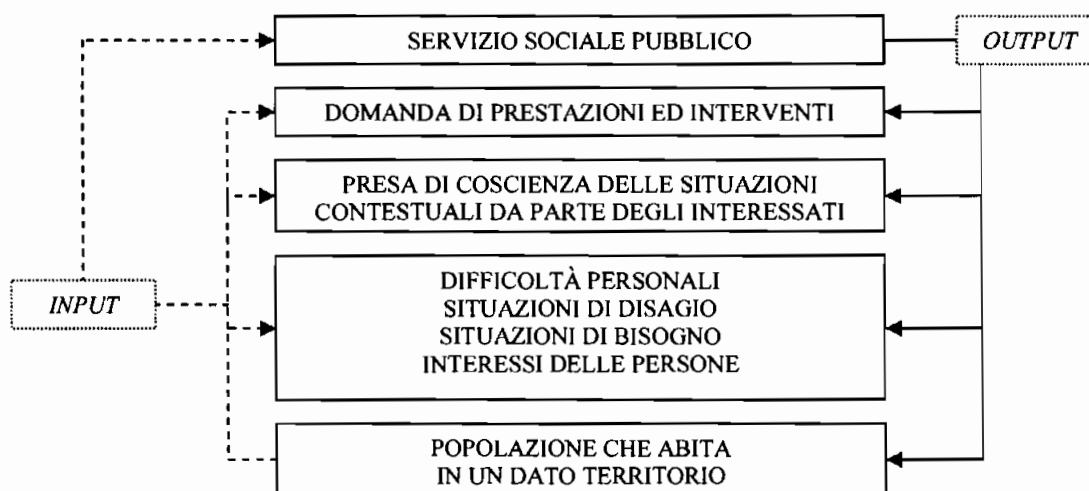 SERVIZIO SOCIALE PUBBLICO
OUTPUT
DOMANDA DI PRESTAZIONI ED INTERVENTI
PRESA DI COSCIENZA DELLE SITUAZIONI
CONTESTUALI DA PARTE DEGLI INTERESSATI
INPUT
DIFFICOLTÀ PERSONALI
SITUAZIONI DI DISAGIO
SITUAZIONI DI BISOGNO
INTERESSI DELLE PERSONE
POPOLAZIONE CHE ABITA
IN UN DATO TERRITORIO